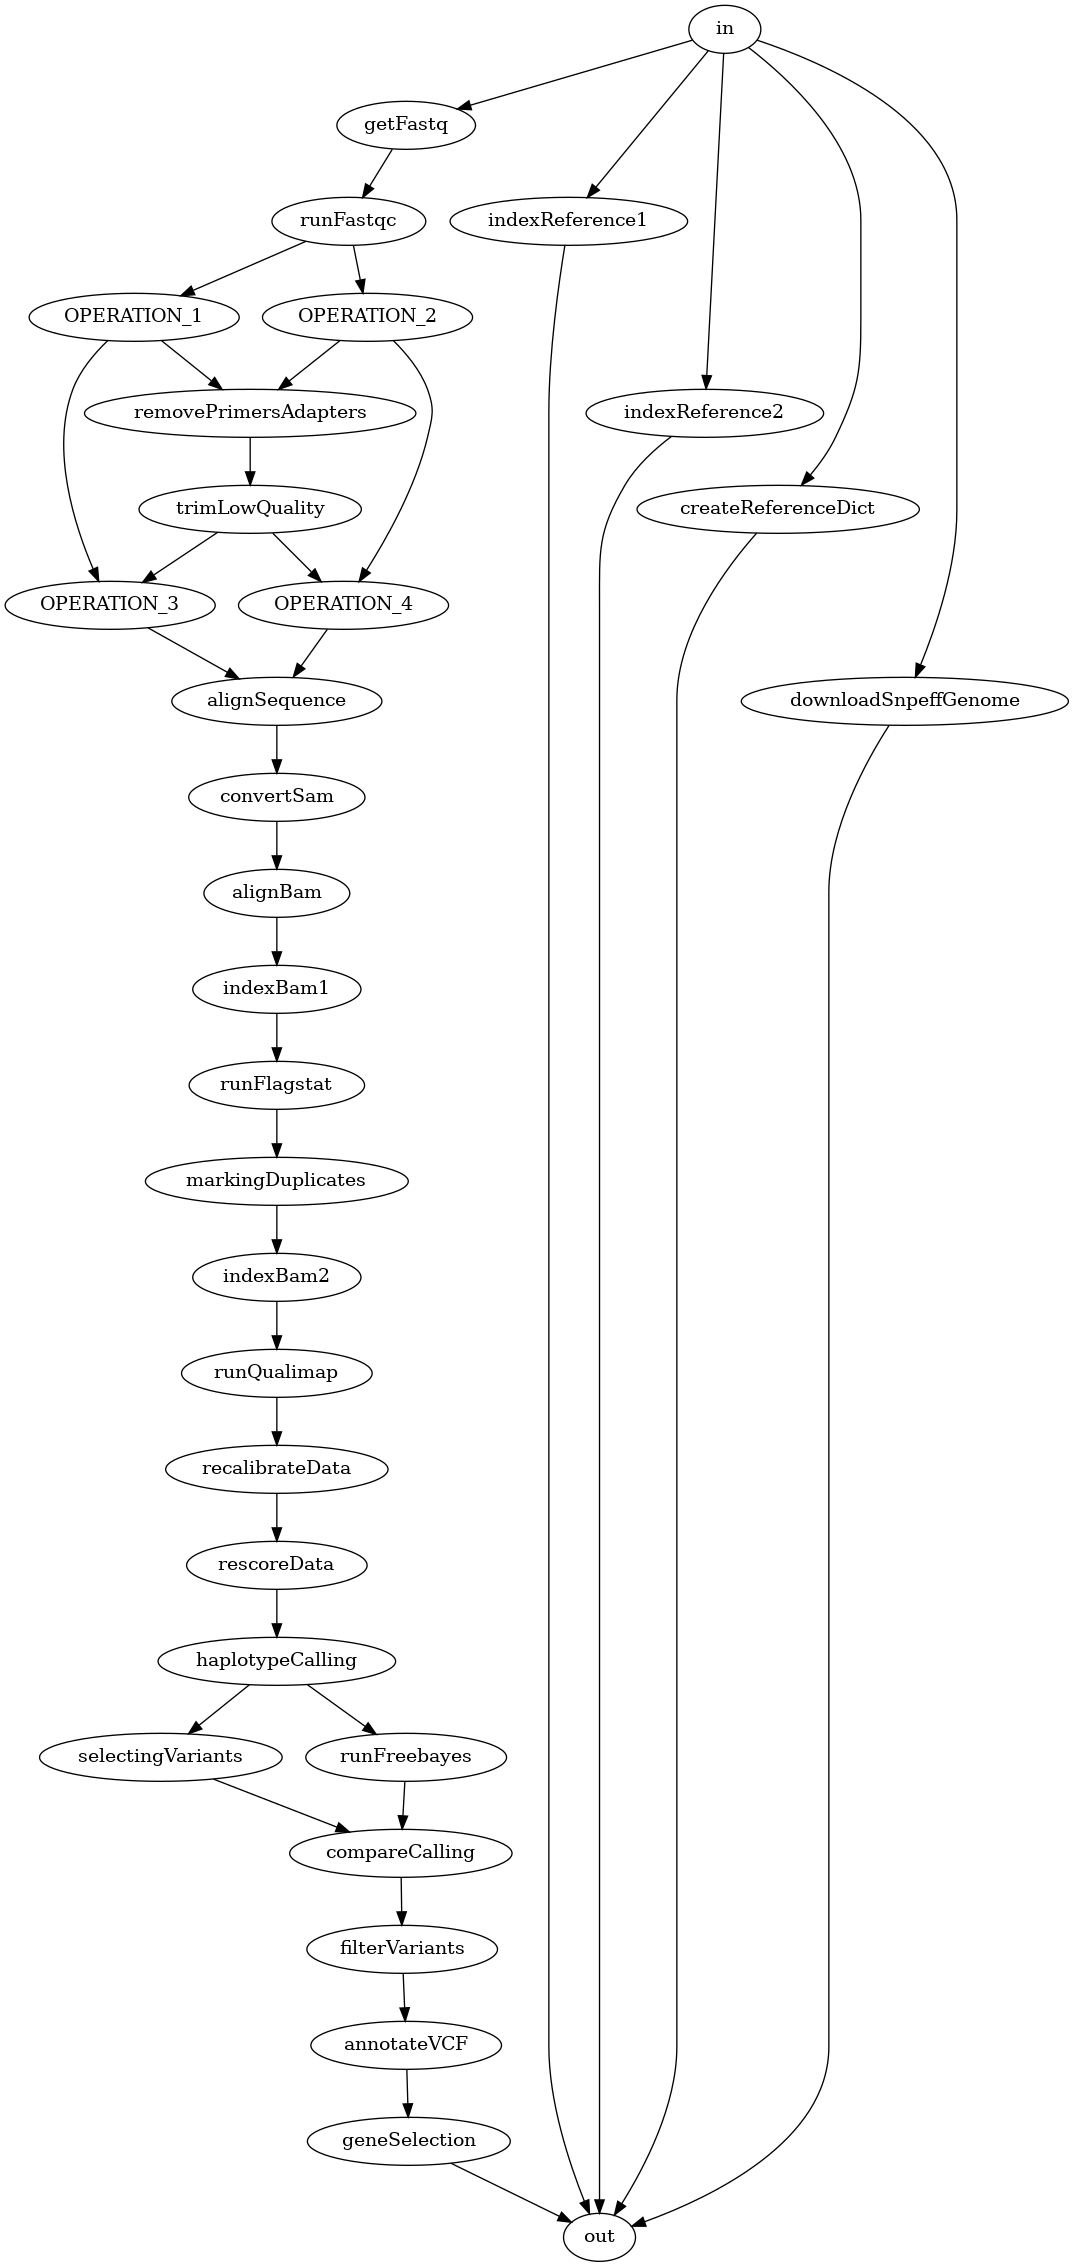 in
getFastq
runFastqc
indexReference1
OPERATION_1
OPERATION_2
removePrimersAdapters
indexReference2
trimLowQuality
createReferenceDict
OPERATION_3
OPERATION_4
alignSequence
downloadSnpeffGenome
convertSam
alignBam
indexBam1
runFlagstat
markingDuplicates
indexBam2
runQualimap
recalibrateData
rescoreData
haplotypeCalling
selectingVariants
runFreebayes
compareCalling
filterVariants
annotateVCF
geneSelection
out